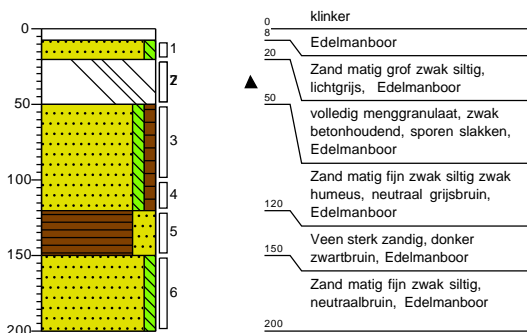 0
50
100
150
200
1
2
3
4
5
6
0
klinker
8
Edelmanboor
20
Zand matig grof zwak siltig,
lichtgrijs, Edelmanboor
50
volledig menggranulaat, zwak
betonhoudend, sporen slakken,
Edelmanboor
Zand matig fijn zwak siltig zwak
humeus, neutraal grijsbruin,
120
Edelmanboor
Veen sterk zandig, donker
150
zwartbruin, Edelmanboor
Zand matig fijn zwak siltig,
neutraalbruin, Edelmanboor
200